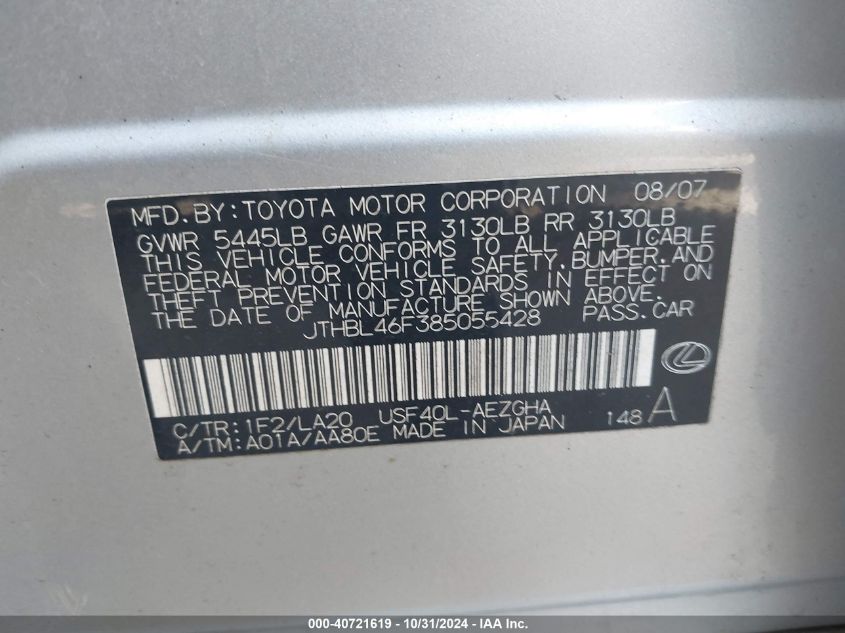 MFD. BY: TOYOTA MOTOR CORPORATION 08/07
GVWR 5445LB GAWR FR 3130LB RR 3130LB
THIS VEHICLE CONFORMS TO ALL APPLICABLE
FEDERAL MOTOR VEHICLE SAFETY, BUMPER, AND
THEFT PREVENTION STANDARDS IN EFFECT ON
THE DATE OF MANUFACTURE SHOWN ABOVE.
JTHBL46F385055428 PASS. CAR
C/TR: 1F2/LA20 USF40L-AEZGHA
A/TM: A01A/AA80E MADE IN JAPAN 148 A
000-40721619 - 10/31/2024 - IAA Inc.